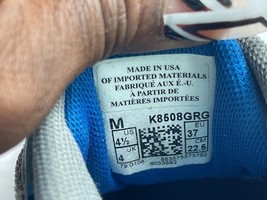 MADE IN USA
OF IMPORTED MATERIALS
FABRIQUÉ AUX É.-U.
À PARTIR DE
MATIÈRES IMPORTÉES
M K8508GRG
US 4½ EU 37
UK 4 CM 22.5